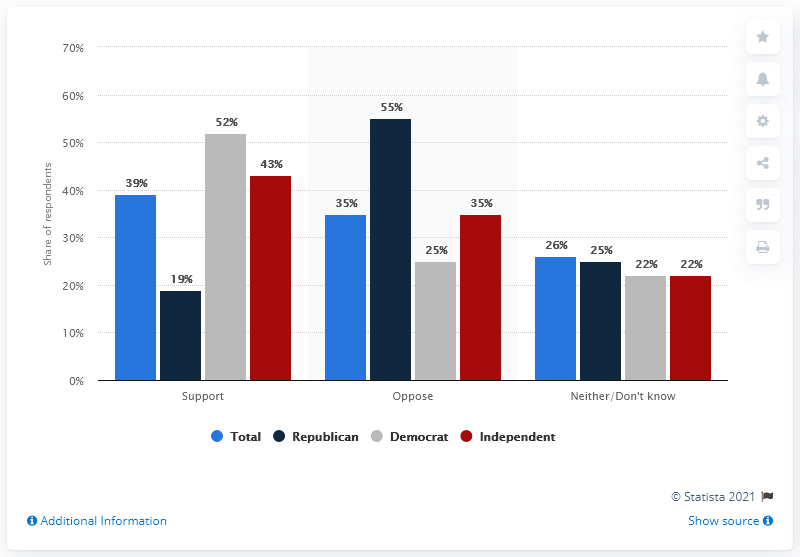 70%
60%
50%
40%
30%
20%
10%
0%
Share of respondents
39%
19%
52%
43%
35%
55%
25%
35%
26%
25%
22%
22%
Support
Oppose
Neither/Don't know
Total
Republican
Democrat
Independent
© Statista 2021
Additional Information
Show source